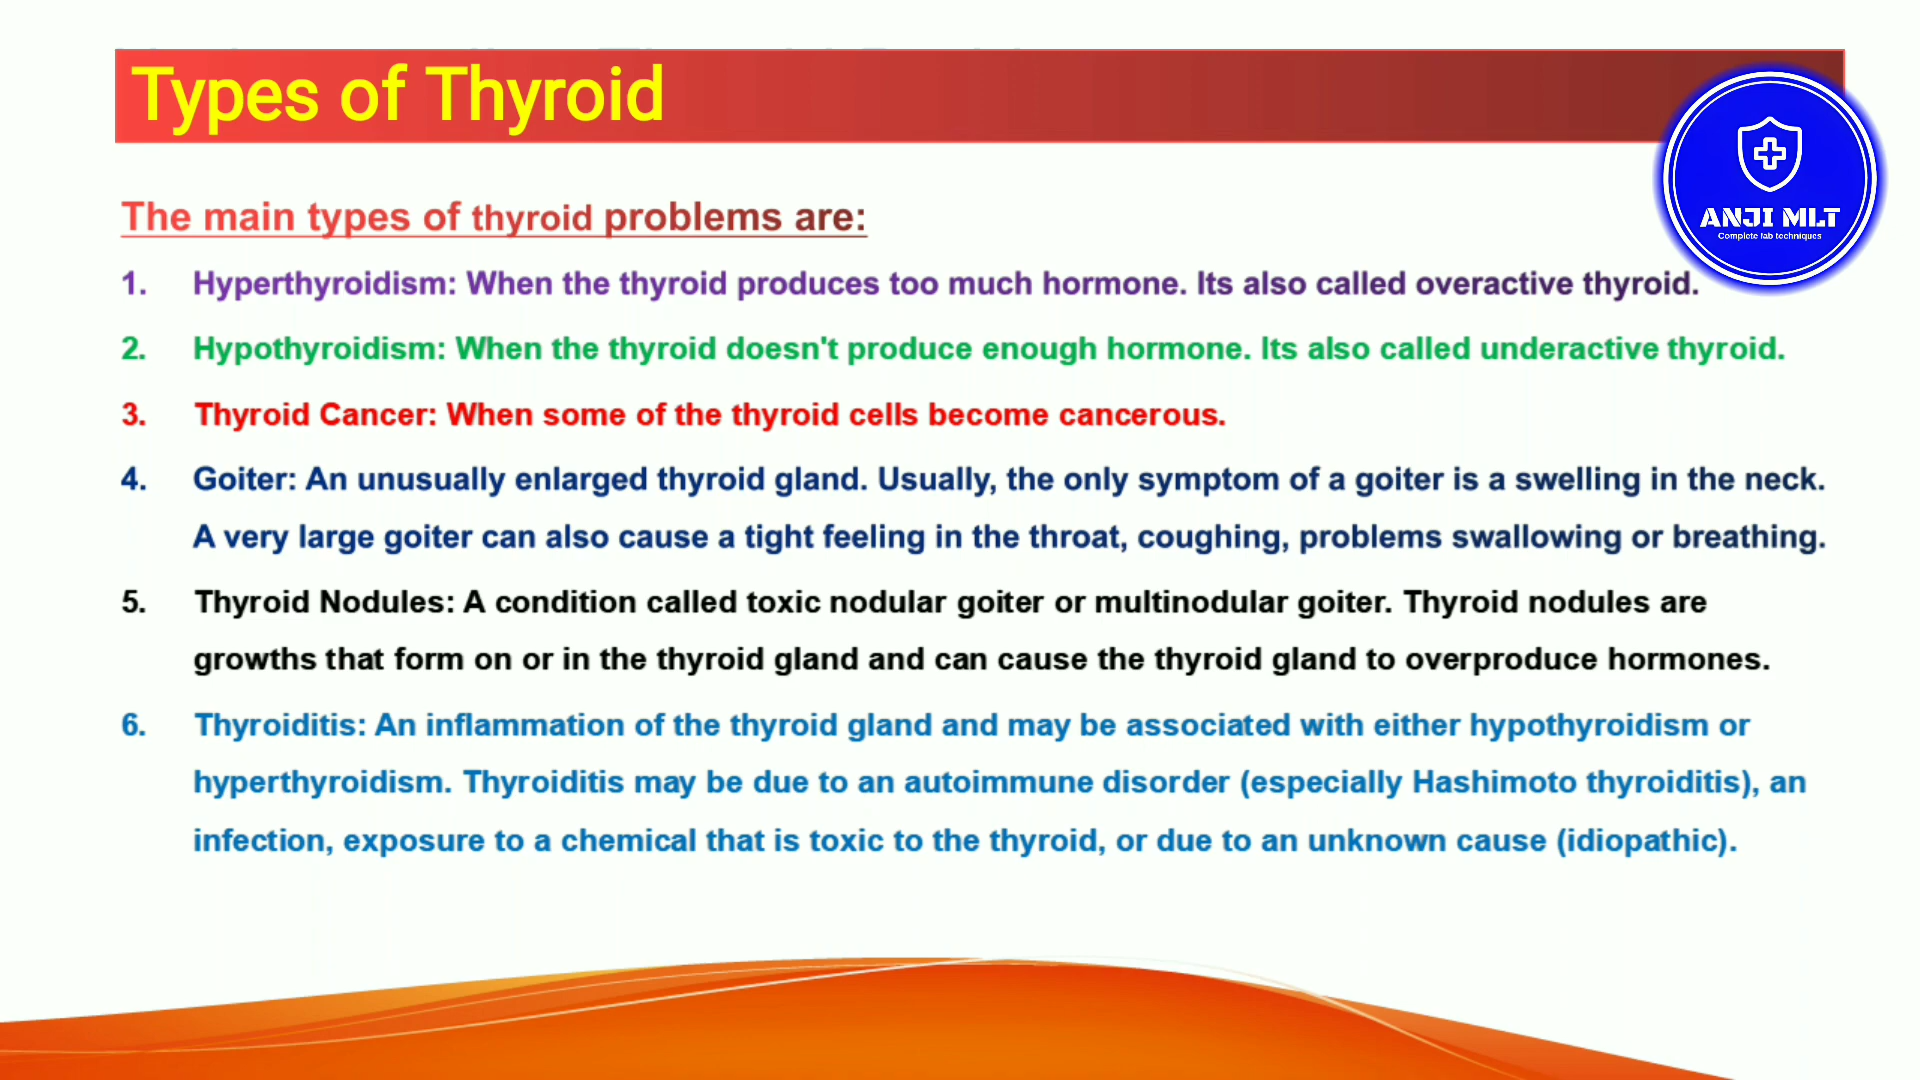 Types of Thyroid
ANJI MLT
Complete lab techniques
The main types of thyroid problems are:
1. Hyperthyroidism: When the thyroid produces too much hormone. Its also called overactive thyroid.
2. Hypothyroidism: When the thyroid doesn't produce enough hormone. Its also called underactive thyroid.
3. Thyroid Cancer: When some of the thyroid cells become cancerous.
4. Goiter: An unusually enlarged thyroid gland. Usually, the only symptom of a goiter is a swelling in the neck.
A very large goiter can also cause a tight feeling in the throat, coughing, problems swallowing or breathing.
5. Thyroid Nodules: A condition called toxic nodular goiter or multinodular goiter. Thyroid nodules are
growths that form on or in the thyroid gland and can cause the thyroid gland to overproduce hormones.
6. Thyroiditis: An inflammation of the thyroid gland and may be associated with either hypothyroidism or
hyperthyroidism. Thyroiditis may be due to an autoimmune disorder (especially Hashimoto thyroiditis), an
infection, exposure to a chemical that is toxic to the thyroid, or due to an unknown cause (idiopathic).